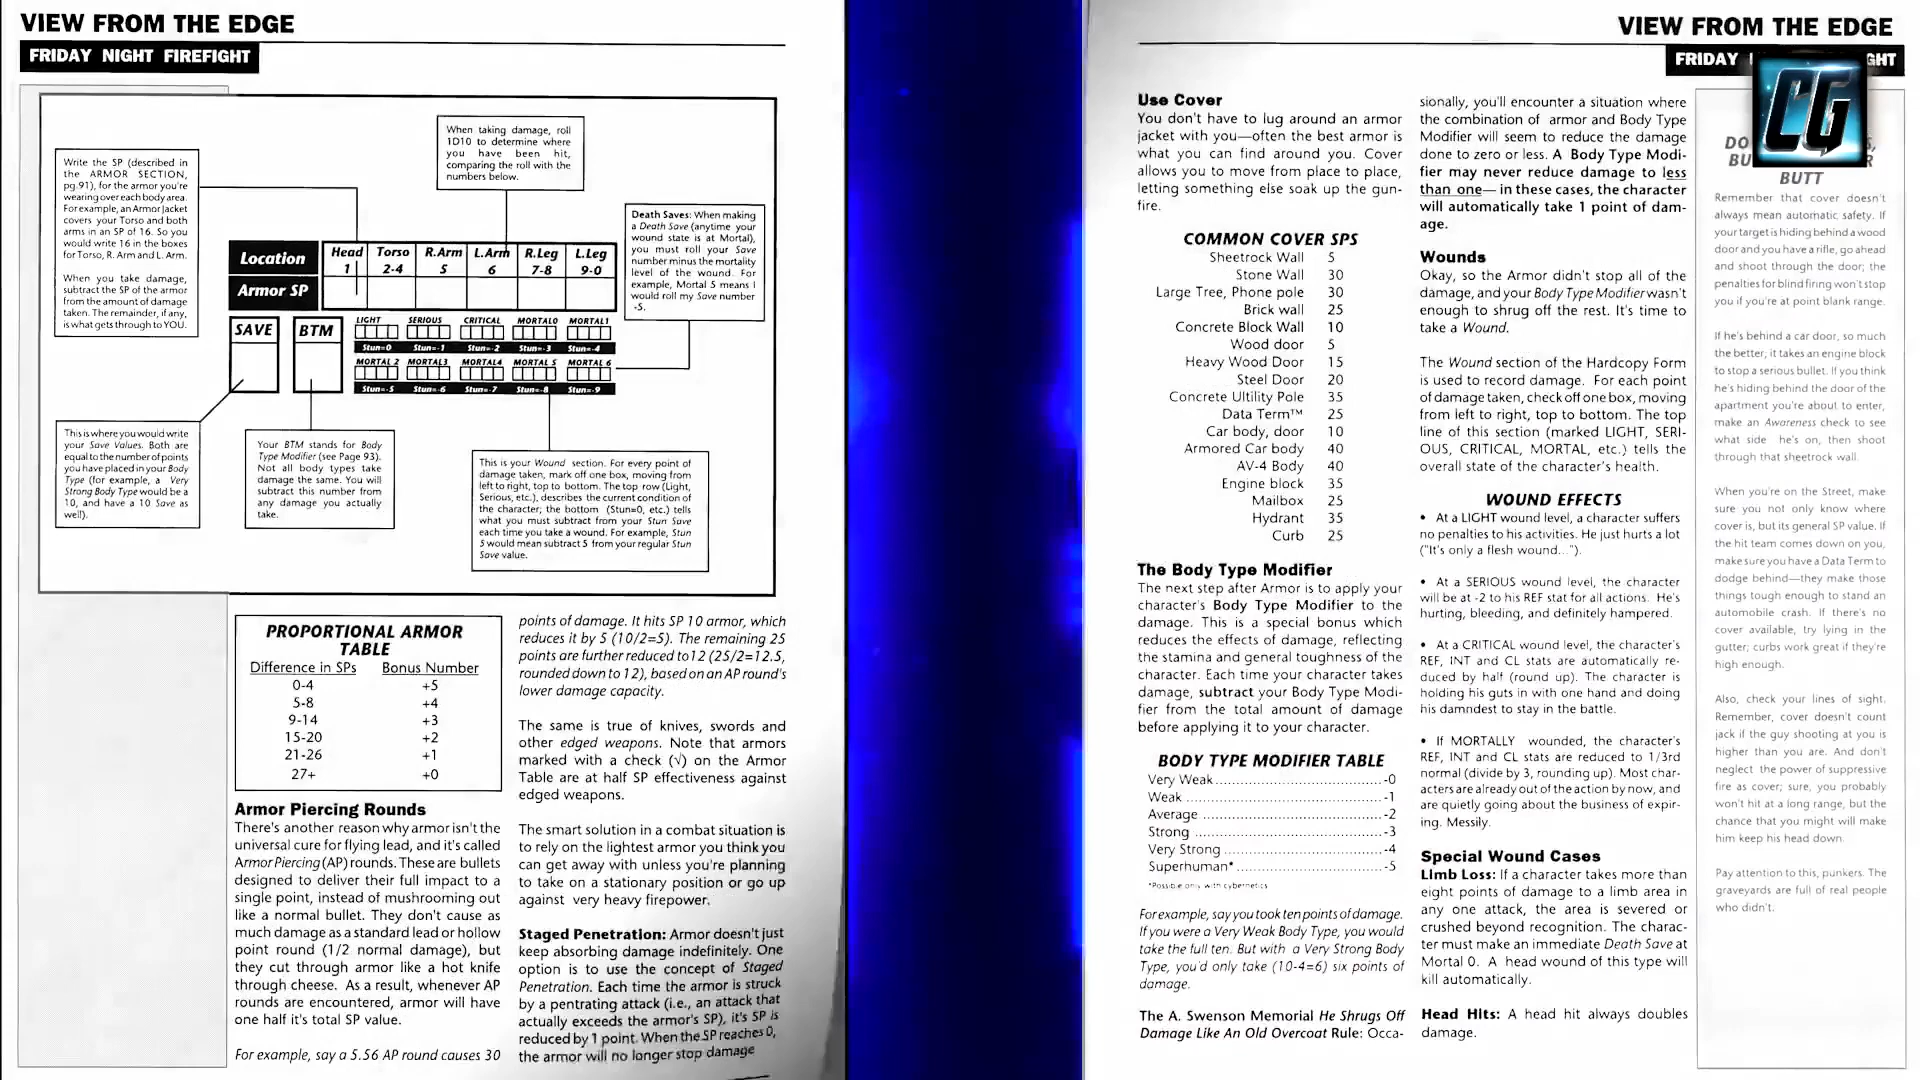 VIEW FROM THE EDGE
FRIDAY NIGHT FIREFIGHT
Write the SP (described in
the ARMOR SECTION,
pg.91), for the armor you're
wearing over each body area.
For example, an Armor Jacket
covers your Torso and both
arms in an SP of 16. So you
would write 16 in the boxes
for Torso, R. Arm and L. Arm.
When you take damage,
subtract the SP of the armor
from the amount of damage
taken. The remainder, if any,
is what gets through to YOU.
When taking damage, roll
1D10 to determine where
you have been hit,
comparing the roll with the
numbers below.
Death Saves: When making
a Death Save (anytime your
wound state is at Mortal),
you must roll your Save
number minus the mortality
level of the wound. For
example, Mortal 5 means I
would roll my Save number
-5.
Location Head Torso R.Arm L.Arm R.Leg L.Leg
1 2-4 5 6 7-8 9-0
Armor SP
SAVE BTM
LIGHT SERIOUS CRITICAL MORTAL0 MORTAL1
Stun=0 Stun=-1 Stun=-2 Stun=-3 Stun=-4
MORTAL 2 MORTAL3 MORTAL4 MORTAL 5 MORTAL 6
Stun=-5 Stun=-6 Stun=-7 Stun=-8 Stun=-9
This is where you would write
your Save Values. Both are
equal to the number of points
you have placed in your Body
Type (for example, a Very
Strong Body Type would be a
10, and have a 10 Save as
well).
Your BTM stands for Body
Type Modifier (see Page 93).
Not all body types take
damage the same. You will
subtract this number from
any damage you actually
take.
This is your Wound section. For every point of
damage taken, mark off one box, moving from
left to right, top to bottom. The top row (Light,
Serious, etc.), describes the current condition of
the character; the bottom (Stun=0, etc.) tells
what you must subtract from your Stun Save
each time you take a wound. For example, Stun
5 would mean subtract 5 from your regular Stun
Save value.
PROPORTIONAL ARMOR
TABLE
Difference in SPs Bonus Number
0-4 +5
5-8 +4
9-14 +3
15-20 +2
21-26 +1
27+ +0
Armor Piercing Rounds
There's another reason why armor isn't the
universal cure for flying lead, and it's called
Armor Piercing (AP) rounds. These are bullets
designed to deliver their full impact to a
single point, instead of mushrooming out
like a normal bullet. They don't cause as
much damage as a standard lead or hollow
point round (1/2 normal damage), but
they cut through armor like a hot knife
through cheese. As a result, whenever AP
rounds are encountered, armor will have
one half it's total SP value.
For example, say a 5.56 AP round causes 30
points of damage. It hits SP 10 armor, which
reduces it by 5 (10/2=5). The remaining 25
points are further reduced to 12 (25/2=12.5,
rounded down to 12), based on an AP round's
lower damage capacity.
The same is true of knives, swords and
other edged weapons. Note that armors
marked with a check (√) on the Armor
Table are at half SP effectiveness against
edged weapons.
The smart solution in a combat situation is
to rely on the lightest armor you think you
can get away with unless you're planning
to take on a stationary position or go up
against very heavy firepower.
Staged Penetration: Armor doesn't just
keep absorbing damage indefinitely. One
option is to use the concept of Staged
Penetration. Each time the armor is struck
by a pentrating attack (i.e., an attack that
actually exceeds the armor's SP), it's SP is
reduced by 1 point. When the SP reaches 0,
the armor will no longer stop damage
VIEW FROM THE EDGE
FRIDAY
GHT
CG
Use Cover
You don't have to lug around an armor
jacket with you—often the best armor is
what you can find around you. Cover
allows you to move from place to place,
letting something else soak up the gun-
fire.
COMMON COVER SPS
Sheetrock Wall 5
Stone Wall 30
Large Tree, Phone pole 30
Brick wall 25
Concrete Block Wall 10
Wood door 5
Heavy Wood Door 15
Steel Door 20
Concrete Ultility Pole 35
Data Term™ 25
Car body, door 10
Armored Car body 40
AV-4 Body 40
Engine block 35
Mailbox 25
Hydrant 35
Curb 25
The Body Type Modifier
The next step after Armor is to apply your
character's Body Type Modifier to the
damage. This is a special bonus which
reduces the effects of damage, reflecting
the stamina and general toughness of the
character. Each time your character takes
damage, subtract your Body Type Modi-
fier from the total amount of damage
before applying it to your character.
BODY TYPE MODIFIER TABLE
Very Weak -0
Weak -1
Average -2
Strong -3
Very Strong -4
Superhuman* -5
*Possible only with cybernetics
For example, say you took ten points of damage.
If you were a Very Weak Body Type, you would
take the full ten. But with a Very Strong Body
Type, you'd only take (10-4=6) six points of
damage.
The A. Swenson Memorial He Shrugs Off
Damage Like An Old Overcoat Rule: Occa-
sionally, you'll encounter a situation where
the combination of armor and Body Type
Modifier will seem to reduce the damage
done to zero or less. A Body Type Modi-
fier may never reduce damage to less
than one— in these cases, the character
will automatically take 1 point of dam-
age.
Wounds
Okay, so the Armor didn't stop all of the
damage, and your Body Type Modifier wasn't
enough to shrug off the rest. It's time to
take a Wound.
The Wound section of the Hardcopy Form
is used to record damage. For each point
of damage taken, check off one box, moving
from left to right, top to bottom. The top
line of this section (marked LIGHT, SERI-
OUS, CRITICAL, MORTAL, etc.) tells the
overall state of the character's health.
WOUND EFFECTS
• At a LIGHT wound level, a character suffers
no penalties to his activities. He just hurts a lot
("It's only a flesh wound...").
• At a SERIOUS wound level, the character
will be at -2 to his REF stat for all actions. He's
hurting, bleeding, and definitely hampered.
• At a CRITICAL wound level, the character's
REF, INT and CL stats are automatically re-
duced by half (round up). The character is
holding his guts in with one hand and doing
his damndest to stay in the battle.
• If MORTALLY wounded, the character's
REF, INT and CL stats are reduced to 1/3rd
normal (divide by 3, rounding up). Most char-
acters are already out of the action by now, and
are quietly going about the business of expir-
ing. Messily.
Special Wound Cases
Limb Loss: If a character takes more than
eight points of damage to a limb area in
any one attack, the area is severed or
crushed beyond recognition. The charac-
ter must make an immediate Death Save at
Mortal 0. A head wound of this type will
kill automatically.
Head Hits: A head hit always doubles
damage.
BUTT
Remember that cover doesn't
always mean automatic safety. If
your target is hiding behind a wood
door and you have a rifle, go ahead
and shoot through the door; the
penalties for blind firing won't stop
you if you're at point blank range.
If he's behind a car door, so much
the better; it takes an engine block
to stop a serious bullet. If you think
he's hiding behind the door of the
apartment you're about to enter,
make an Awareness check to see
what side he's on, then shoot
through that sheetrock wall.
When you're on the Street, make
sure you not only know where
cover is, but its general SP value. If
the hit team comes down on you,
make sure you have a Data Term to
dodge behind—they make those
things tough enough to stand an
automobile crash. If there's no
cover available, try lying in the
gutter; curbs work great if they're
high enough.
Also, check your lines of sight.
Remember, cover doesn't count
jack if the guy shooting at you is
higher than you are. And don't
neglect the power of suppressive
fire as cover; sure, you probably
won't hit at a long range, but the
chance that you might will make
him keep his head down.
Pay attention to this, punkers. The
graveyards are full of real people
who didn't.